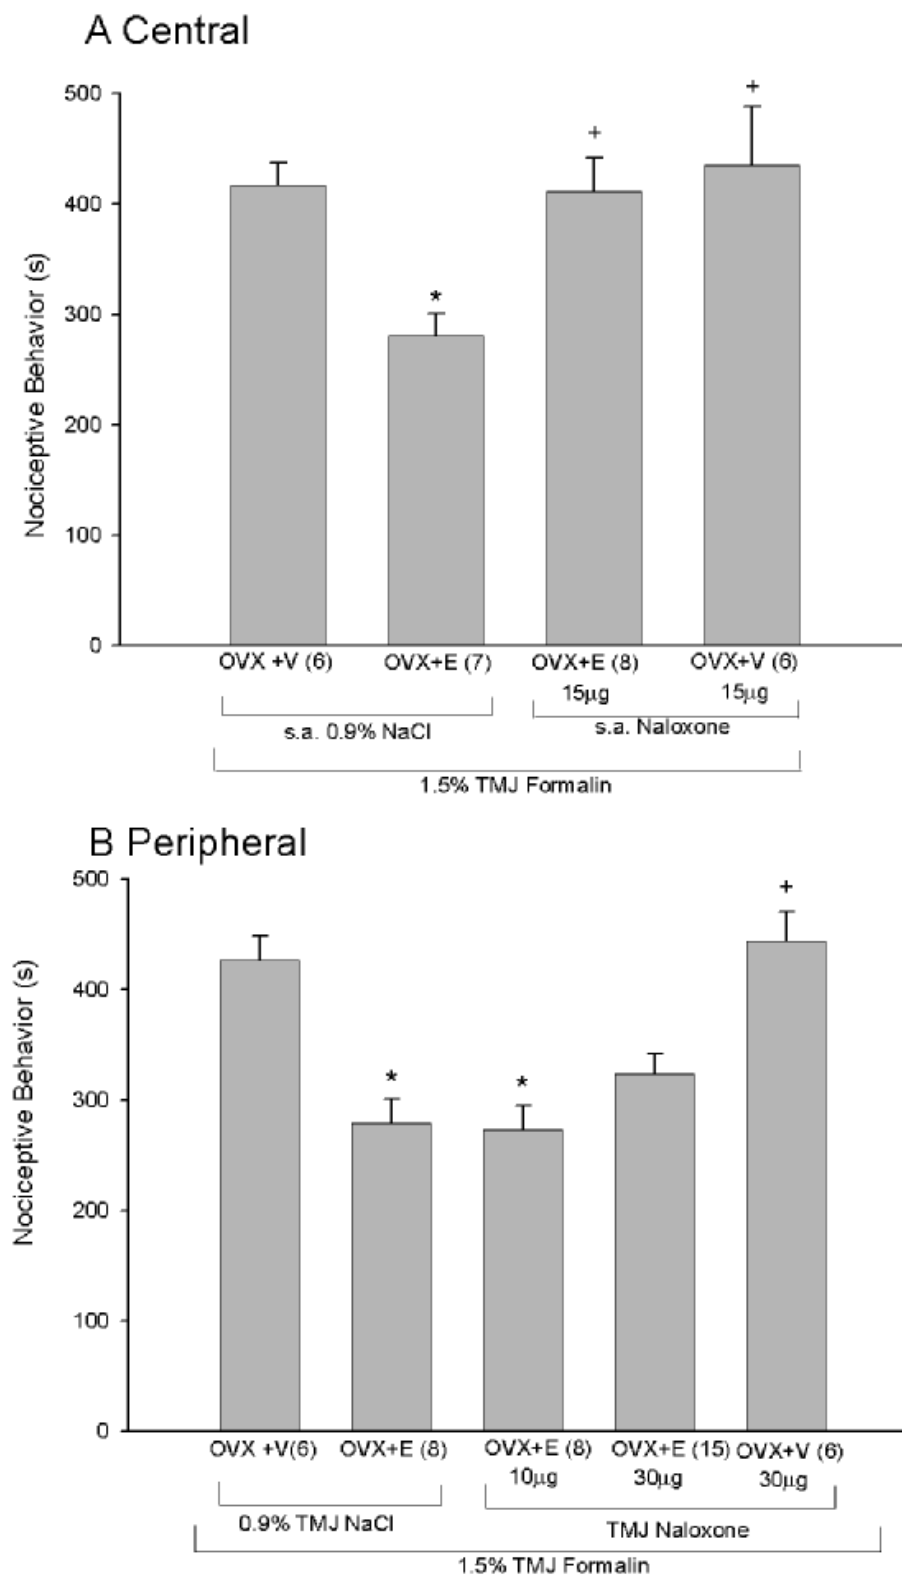 A Central
500
400
300
200
100
0
Nociceptive Behavior (s)
*
+
+
OVX +V (6) OVX+E (7) OVX+E (8) OVX+V (6)
15µg 15µg
s.a. 0.9% NaCl s.a. Naloxone
1.5% TMJ Formalin
B Peripheral
500
400
300
200
100
0
Nociceptive Behavior (s)
*
*
+
OVX +V(6) OVX+E (8) OVX+E (8) OVX+E (15) OVX+V (6)
10µg 30µg 30µg
0.9% TMJ NaCl TMJ Naloxone
1.5% TMJ Formalin